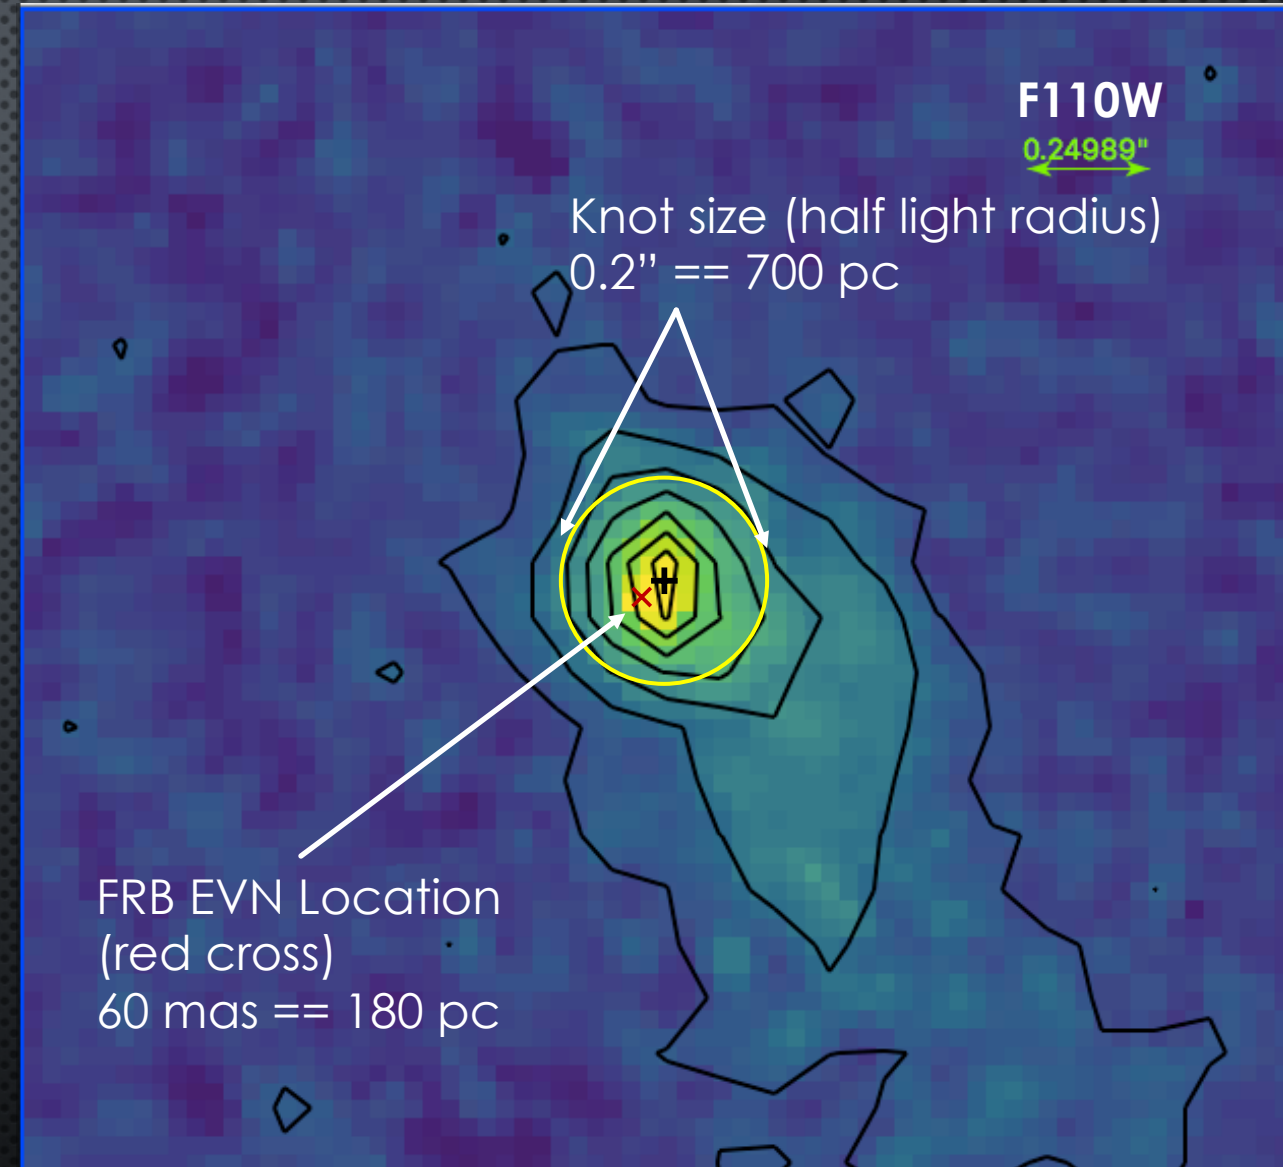 F110W
0.24989"
Knot size (half light radius)
0.2” == 700 pc
FRB EVN Location
(red cross)
60 mas == 180 pc